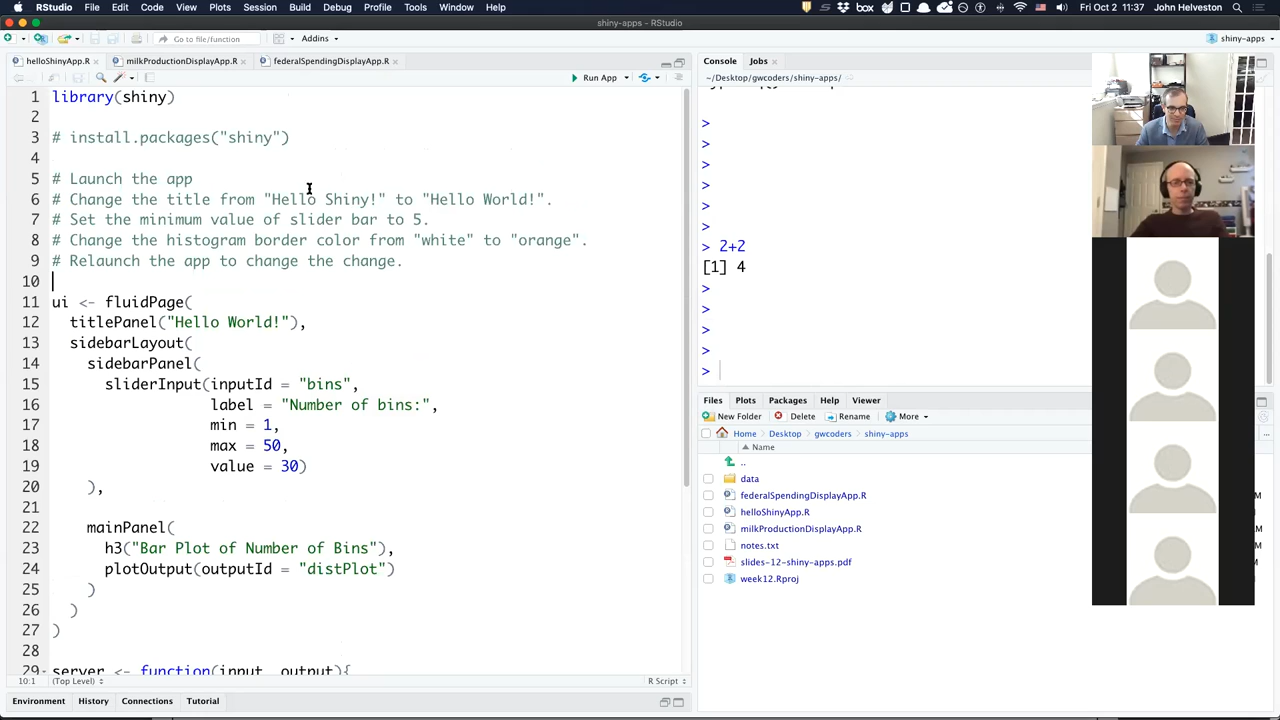 RStudio File Edit Code View Plots Session Build Debug Profile Tools Window Help
box Fri Oct 2 11:37 John Helveston
shiny-apps - RStudio
Go to file/function Addins shiny-apps
helloShinyApp.R milkProductionDisplayApp.R federalSpendingDisplayApp.R
Run App
1 library(shiny)
2
3 # install.packages("shiny")
4
5 # Launch the app
6 # Change the title from "Hello Shiny!" to "Hello World!".
7 # Set the minimum value of slider bar to 5.
8 # Change the histogram border color from "white" to "orange".
9 # Relaunch the app to change the change.
10
11 ui <- fluidPage(
12 titlePanel("Hello World!"),
13 sidebarLayout(
14 sidebarPanel(
15 sliderInput(inputId = "bins",
16 label = "Number of bins:",
17 min = 1,
18 max = 50,
19 value = 30)
20 ),
21
22 mainPanel(
23 h3("Bar Plot of Number of Bins"),
24 plotOutput(outputId = "distPlot")
25 )
26 )
27 )
28
29 server <- function(input, output){
10:1 (Top Level) R Script
Environment History Connections Tutorial
Console Jobs
~/Desktop/gwcoders/shiny-apps/
>
>
>
>
>
>
> 2+2
[1] 4
>
>
>
>
>
Files Plots Packages Help Viewer
New Folder Delete Rename More
Home Desktop gwcoders shiny-apps
Name
..
data
federalSpendingDisplayApp.R
helloShinyApp.R
milkProductionDisplayApp.R
notes.txt
slides-12-shiny-apps.pdf
week12.Rproj